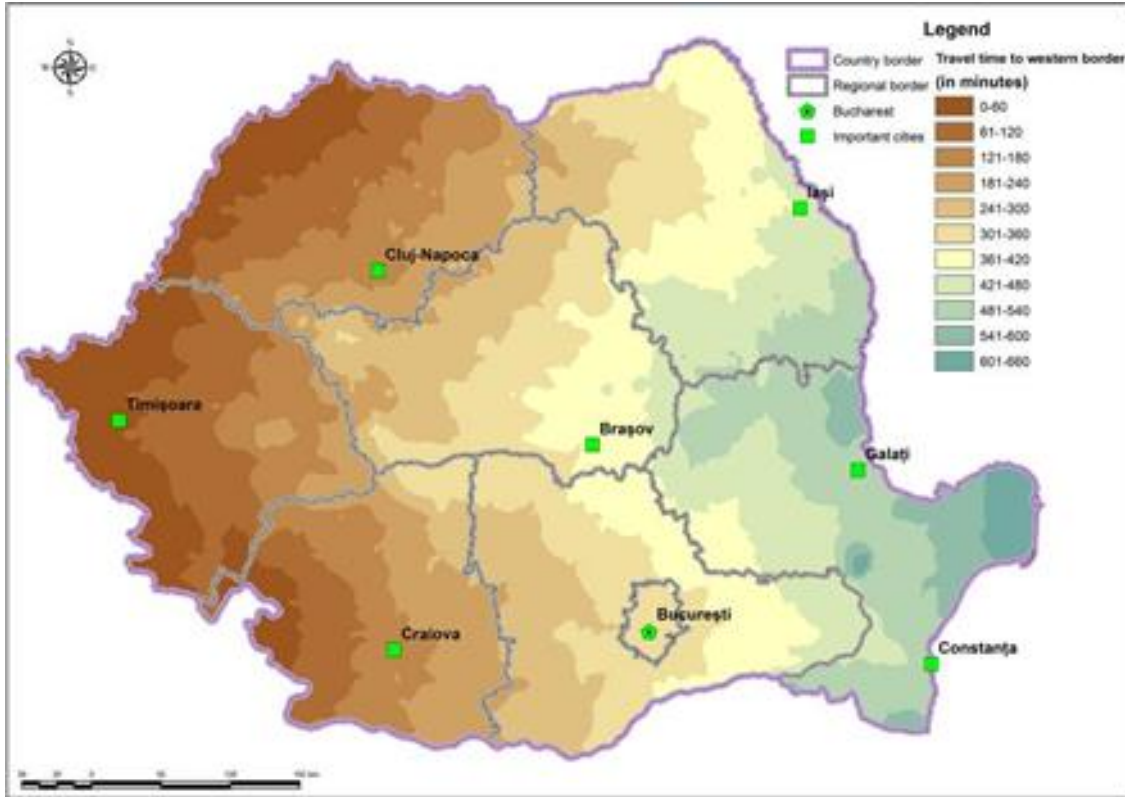 Legend
Country border
Regional border
Bucharest
Important cities
Travel time to western border
(in minutes)
0-60
61-120
121-180
181-240
241-300
301-360
361-420
421-480
481-540
541-600
601-660
Iași
Cluj-Napoca
Timișoara
Brașov
Galați
București
Craiova
Constanța